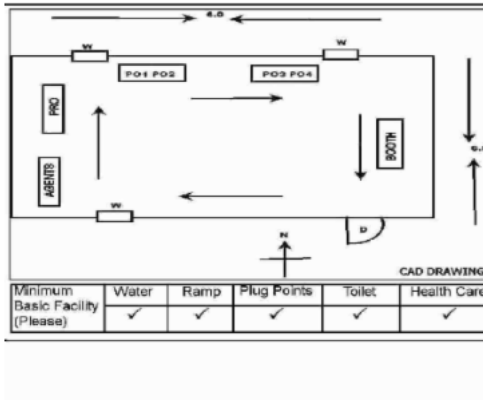 6.0
W
W
PO1 PO2
PO3 PO4
PRO
BOOTH
AGENTS
W
D
N
CAD DRAWING
Minimum Basic Facility (Please)
Water
Ramp
Plug Points
Toilet
Health Care
✓ ✓ ✓ ✓ ✓